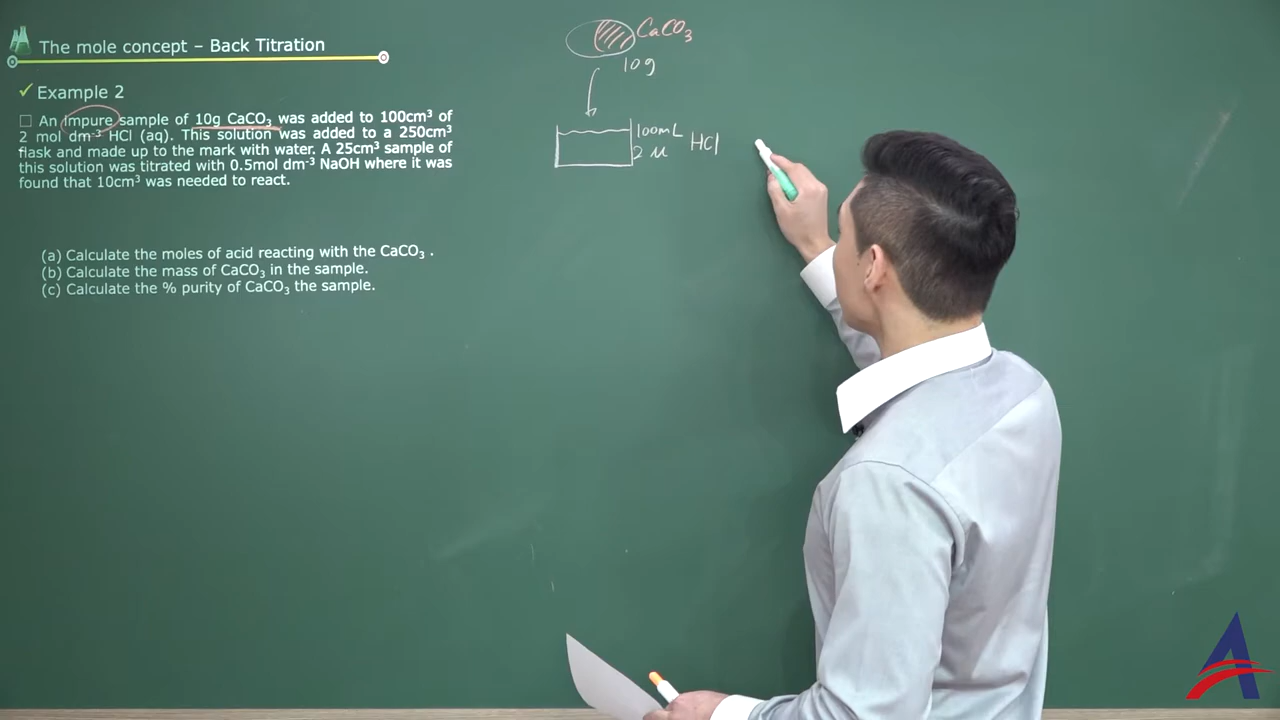 The mole concept – Back Titration
✓ Example 2
☐ An impure sample of 10g CaCO₃ was added to 100cm³ of
2 mol dm⁻³ HCl (aq). This solution was added to a 250cm³
flask and made up to the mark with water. A 25cm³ sample of
this solution was titrated with 0.5mol dm⁻³ NaOH where it was
found that 10cm³ was needed to react.
(a) Calculate the moles of acid reacting with the CaCO₃ .
(b) Calculate the mass of CaCO₃ in the sample.
(c) Calculate the % purity of CaCO₃ the sample.
CaCO₃
10g
100mL
2 M HCl
A